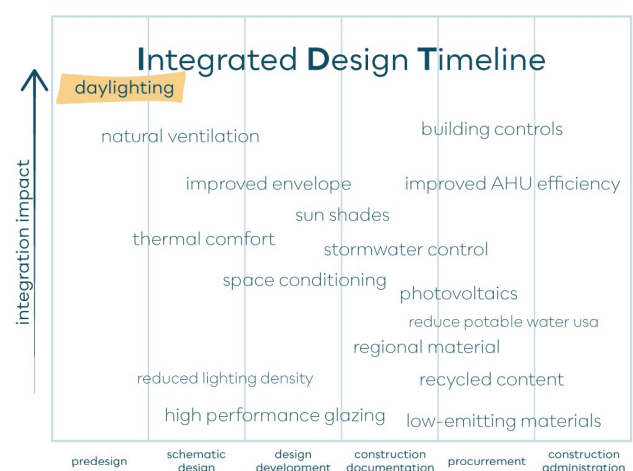 Integrated Design Timeline
daylighting
natural ventilation
building controls
improved envelope
improved AHU efficiency
sun shades
thermal comfort
stormwater control
space conditioning
photovoltaics
reduce potable water usa
regional material
reduced lighting density
recycled content
high performance glazing
low-emitting materials
integration impact
predesign
schematic
design
design
development
construction
documentation
procurement
construction
administration